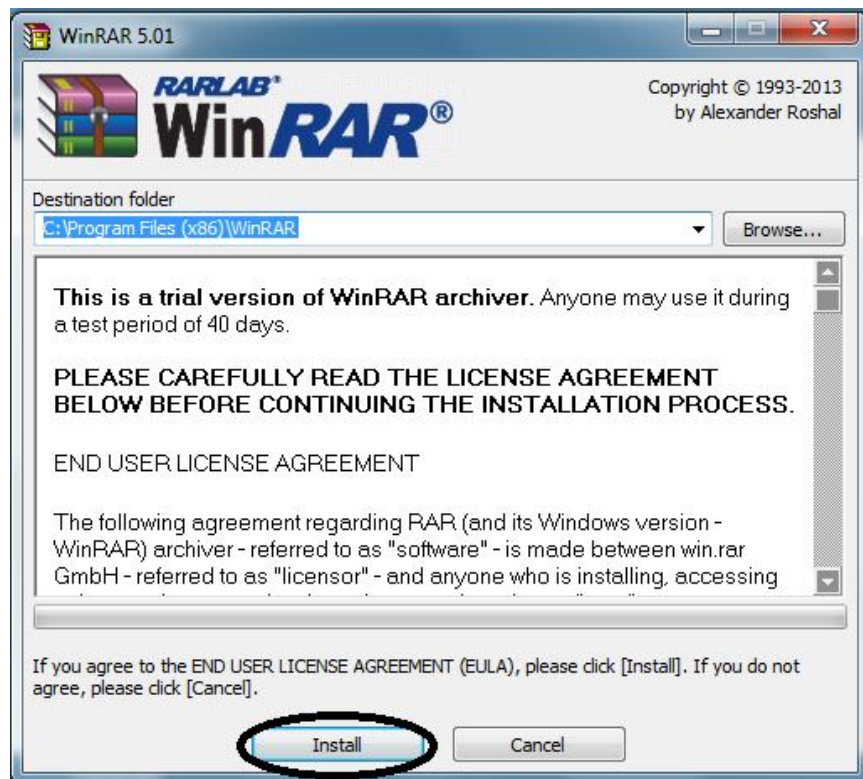 WinRAR 5.01
RARLAB®
WinRAR®
Copyright © 1993-2013
by Alexander Roshal
Destination folder
C:\Program Files (x86)\WinRAR
Browse...
This is a trial version of WinRAR archiver. Anyone may use it during
a test period of 40 days.
PLEASE CAREFULLY READ THE LICENSE AGREEMENT
BELOW BEFORE CONTINUING THE INSTALLATION PROCESS.
END USER LICENSE AGREEMENT
The following agreement regarding RAR (and its Windows version -
WinRAR) archiver - referred to as "software" - is made between win.rar
GmbH - referred to as "licensor" - and anyone who is installing, accessing
If you agree to the END USER LICENSE AGREEMENT (EULA), please click [Install]. If you do not
agree, please click [Cancel].
Install
Cancel